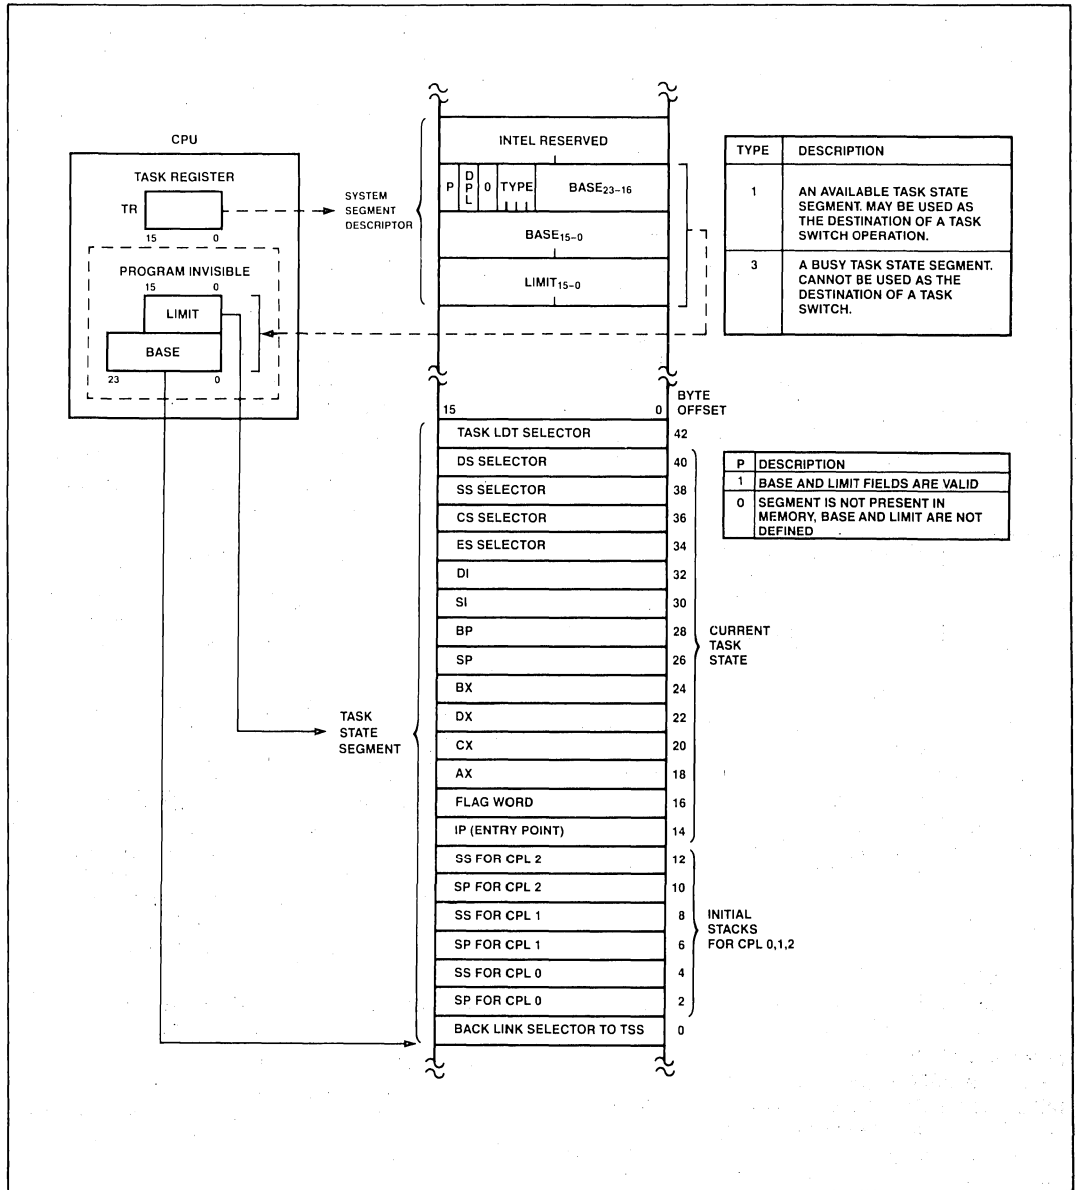 CPU
TASK REGISTER
TR
15 0
PROGRAM INVISIBLE
15 0
LIMIT
BASE
23 0
SYSTEM
SEGMENT
DESCRIPTOR
INTEL RESERVED
P DPL 0 TYPE BASE23–16
BASE15–0
LIMIT15–0
TYPE DESCRIPTION
1 AN AVAILABLE TASK STATE
SEGMENT. MAY BE USED AS
THE DESTINATION OF A TASK
SWITCH OPERATION.
3 A BUSY TASK STATE SEGMENT.
CANNOT BE USED AS THE
DESTINATION OF A TASK
SWITCH.
15 0
BYTE
OFFSET
TASK LDT SELECTOR 42
DS SELECTOR 40
SS SELECTOR 38
CS SELECTOR 36
ES SELECTOR 34
DI 32
SI 30
BP 28
SP 26
BX 24
DX 22
CX 20
AX 18
FLAG WORD 16
IP (ENTRY POINT) 14
SS FOR CPL 2 12
SP FOR CPL 2 10
SS FOR CPL 1 8
SP FOR CPL 1 6
SS FOR CPL 0 4
SP FOR CPL 0 2
BACK LINK SELECTOR TO TSS 0
TASK
STATE
SEGMENT
CURRENT
TASK
STATE
INITIAL
STACKS
FOR CPL 0,1,2
P DESCRIPTION
1 BASE AND LIMIT FIELDS ARE VALID
0 SEGMENT IS NOT PRESENT IN
MEMORY, BASE AND LIMIT ARE NOT
DEFINED